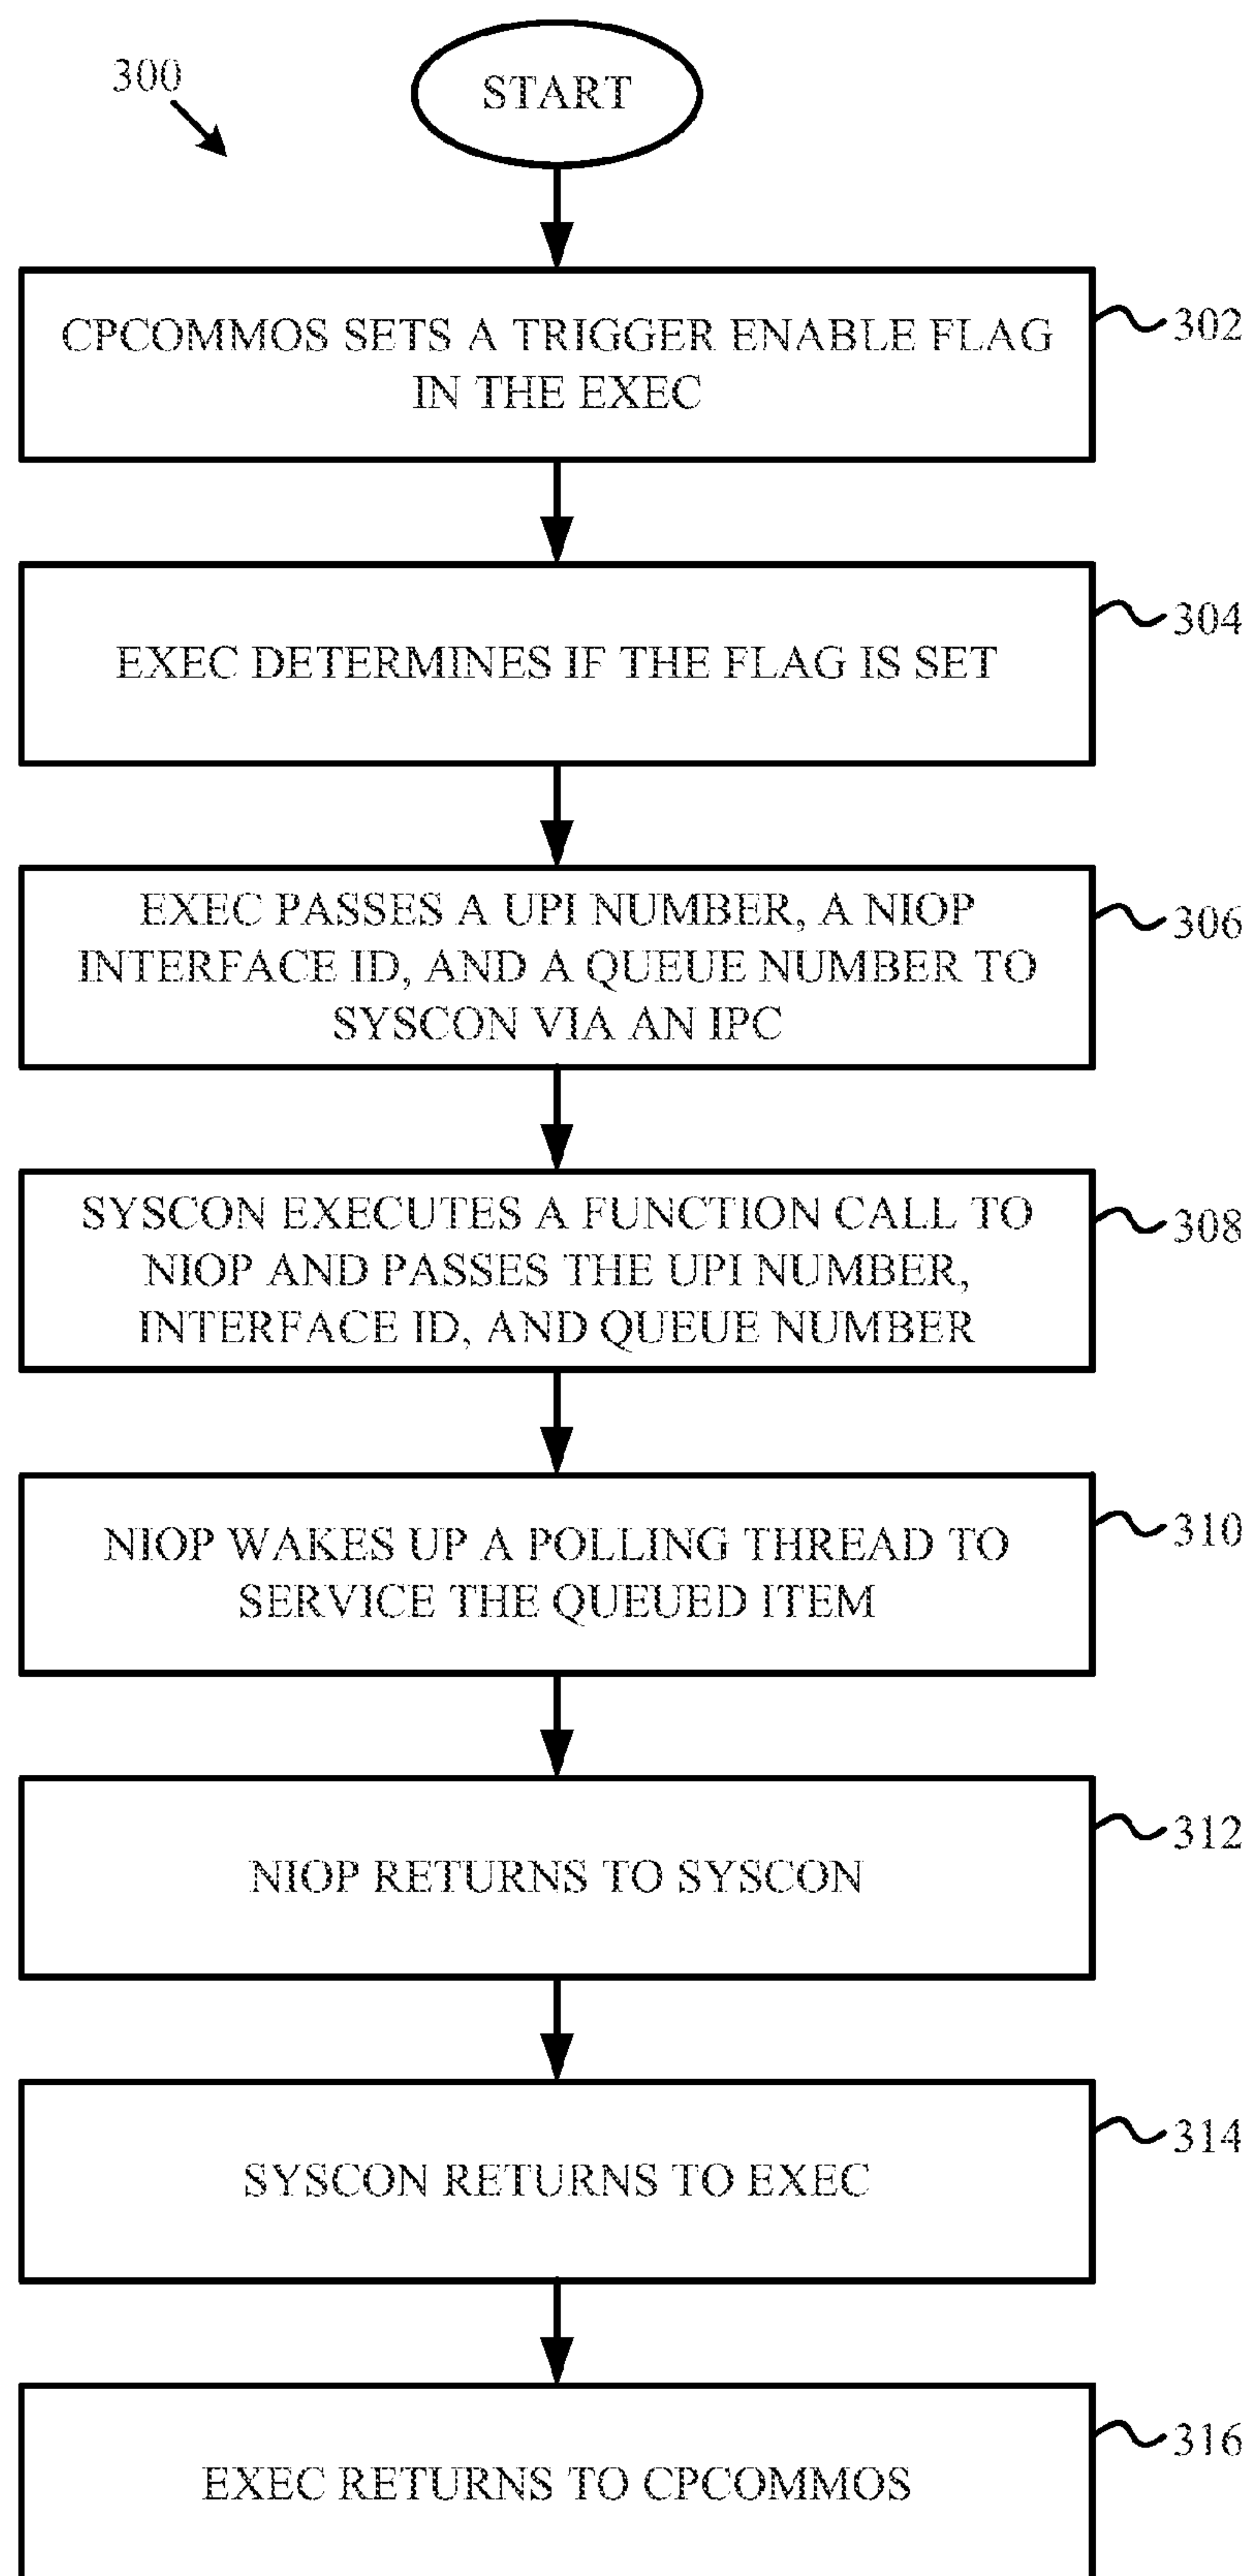 300
START
CPCOMMOS SETS A TRIGGER ENABLE FLAG
IN THE EXEC
302
EXEC DETERMINES IF THE FLAG IS SET
304
EXEC PASSES A UPI NUMBER, A NIOP
INTERFACE ID, AND A QUEUE NUMBER TO
SYSCON VIA AN IPC
306
SYSCON EXECUTES A FUNCTION CALL TO
NIOP AND PASSES THE UPI NUMBER,
INTERFACE ID, AND QUEUE NUMBER
308
NIOP WAKES UP A POLLING THREAD TO
SERVICE THE QUEUED ITEM
310
NIOP RETURNS TO SYSCON
312
SYSCON RETURNS TO EXEC
314
EXEC RETURNS TO CPCOMMOS
316